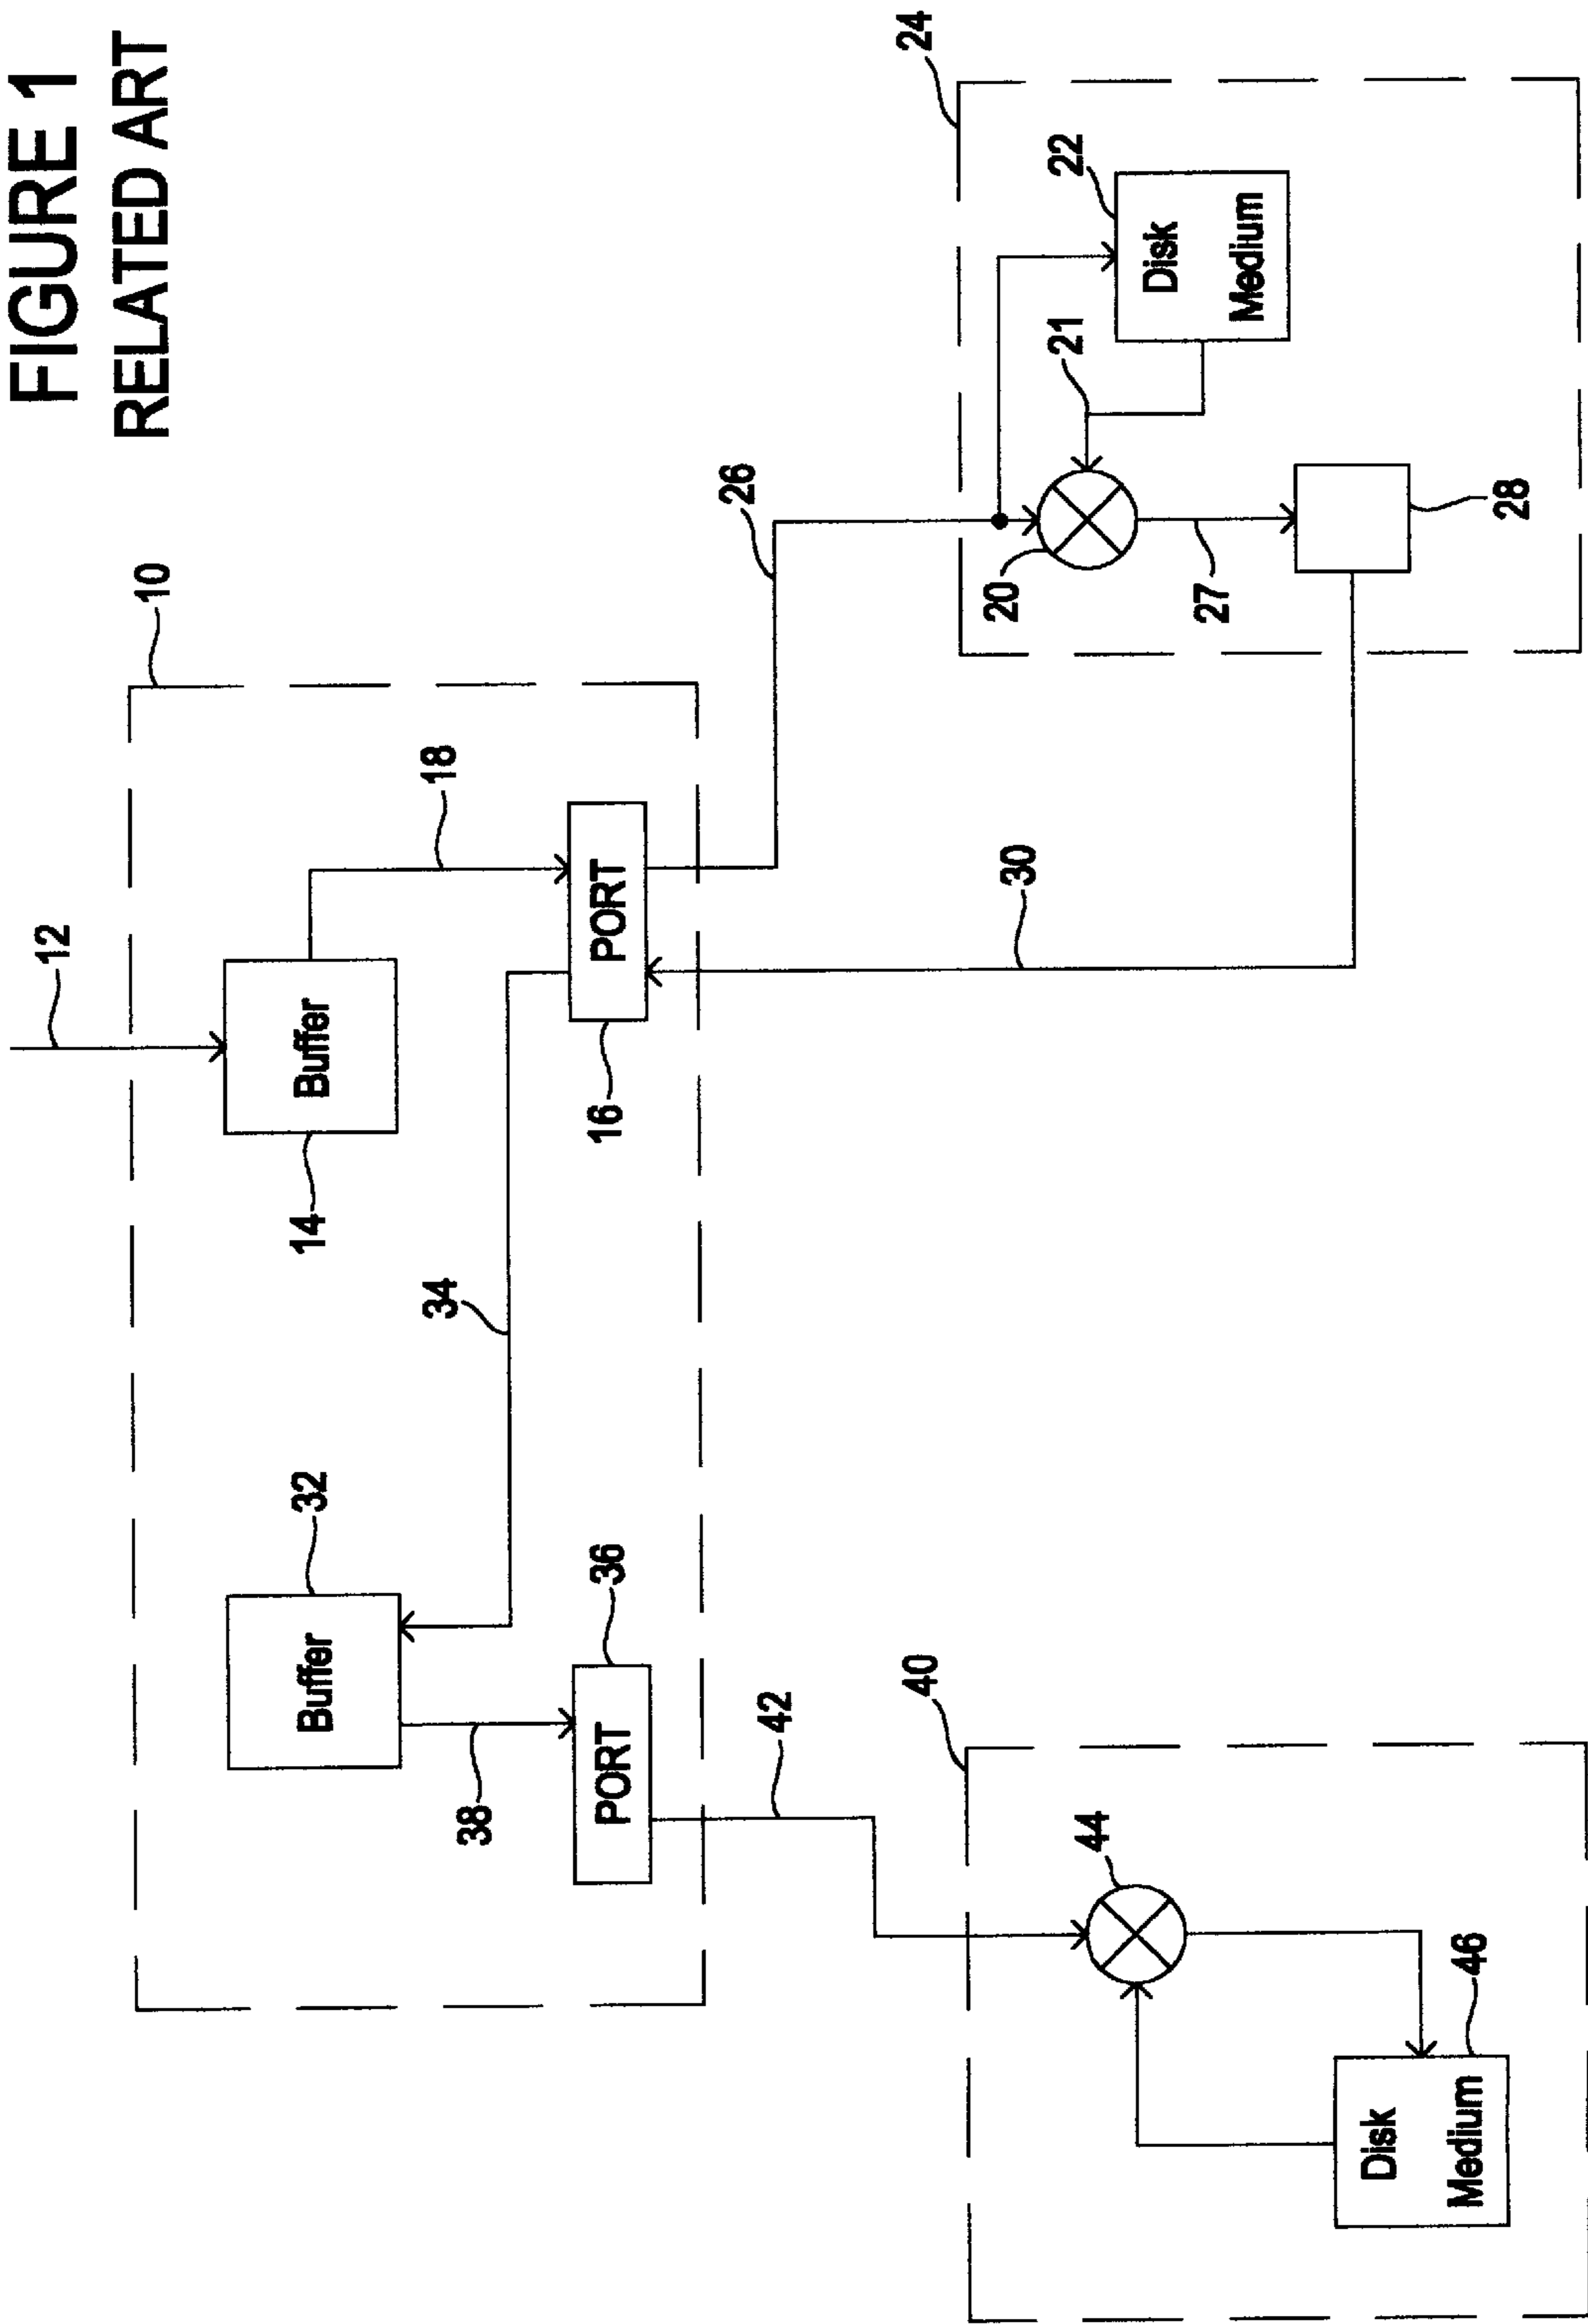 FIGURE 1
RELATED ART
12
10
Buffer
14
18
PORT
16
34
32
Buffer
38
36
PORT
26
30
42
24
22
Disk
Medium
21
20
27
28
40
44
46
Disk
Medium